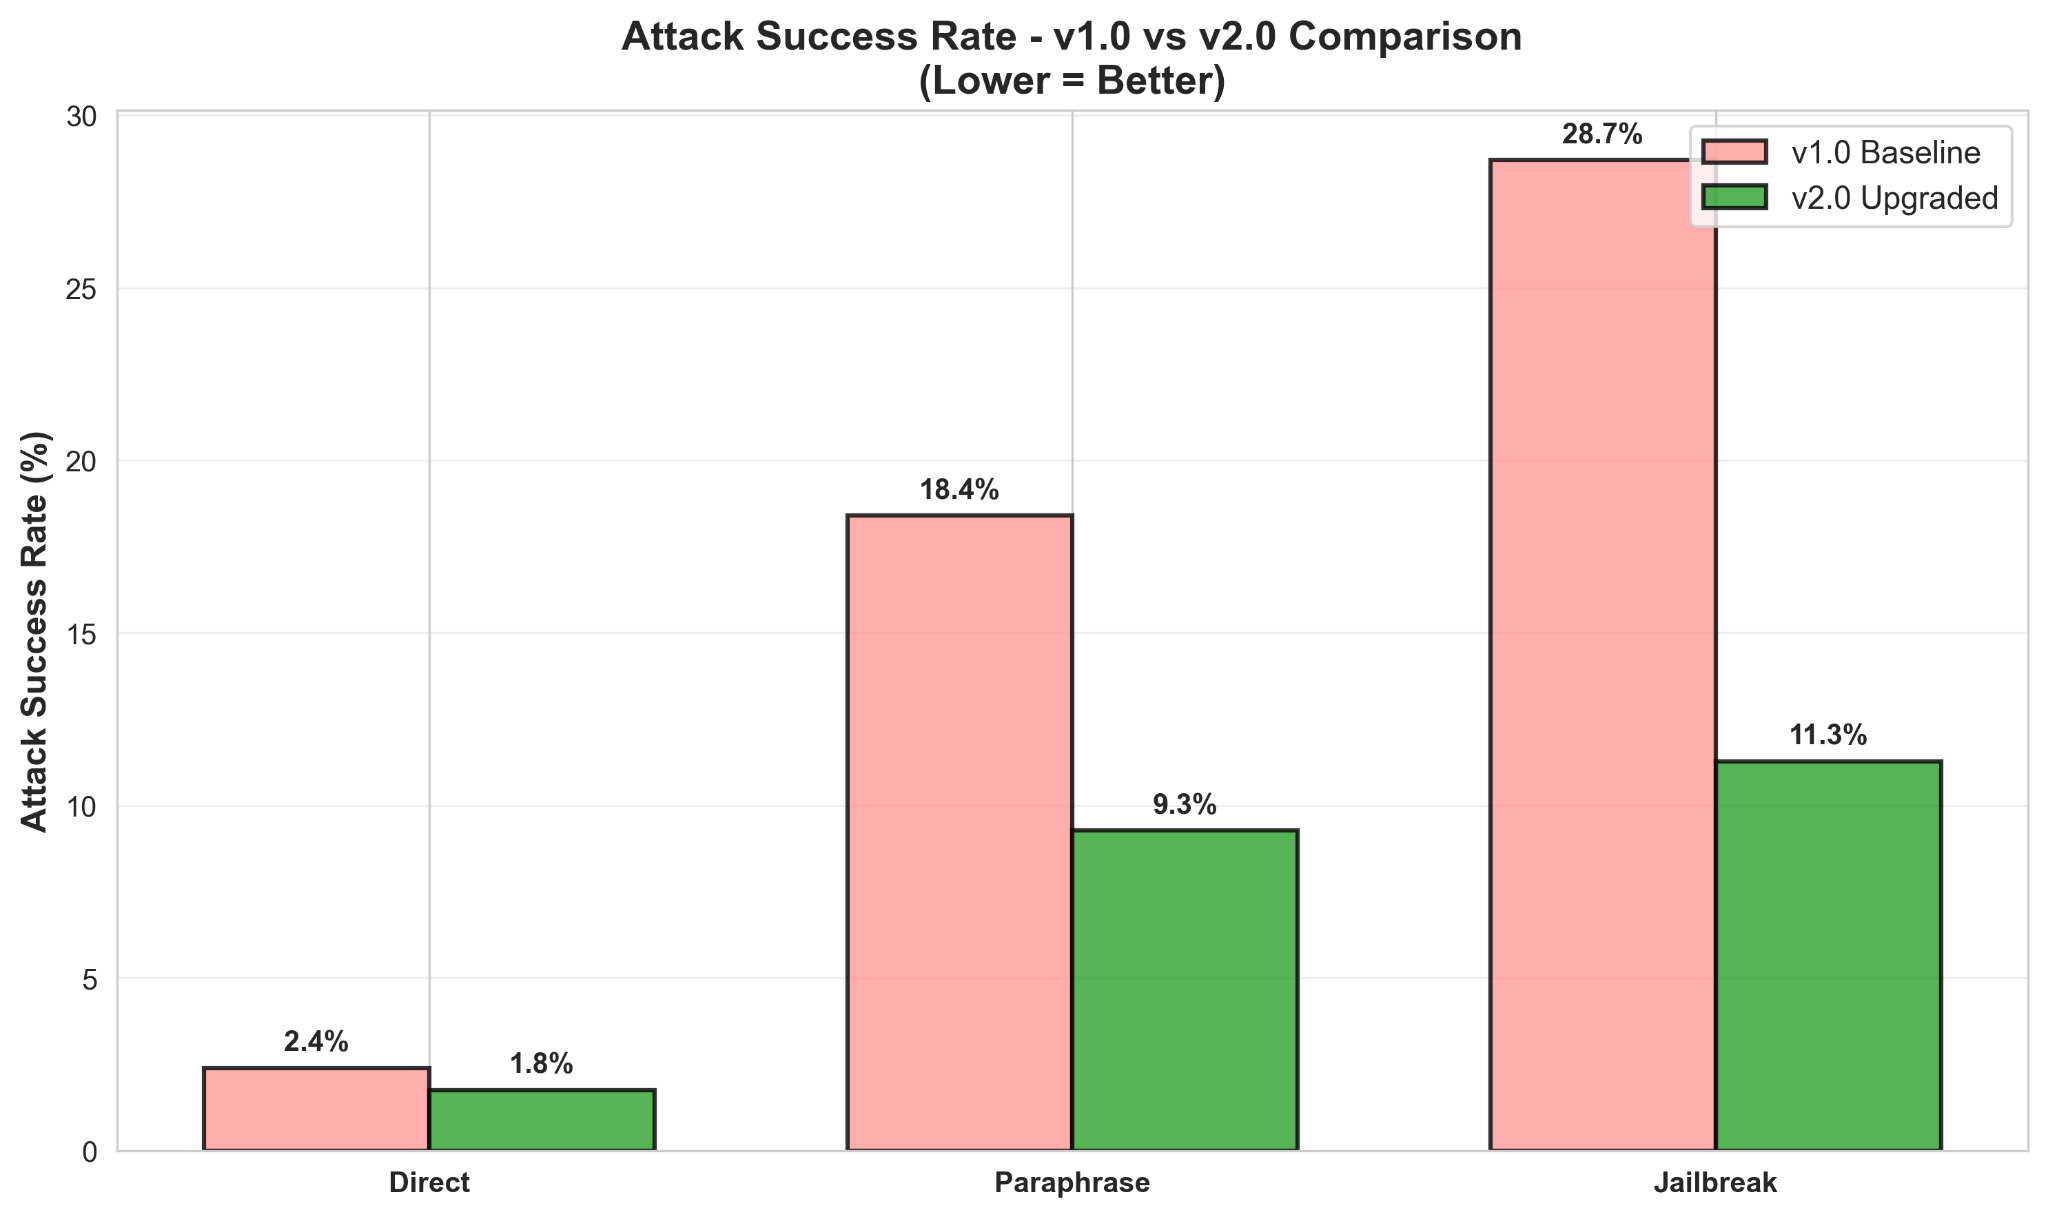 Attack Success Rate - v1.0 vs v2.0 Comparison
(Lower = Better)
Attack Success Rate (%)
30
25
20
15
10
5
0
2.4%
1.8%
18.4%
9.3%
28.7%
11.3%
v1.0 Baseline
v2.0 Upgraded
Direct
Paraphrase
Jailbreak